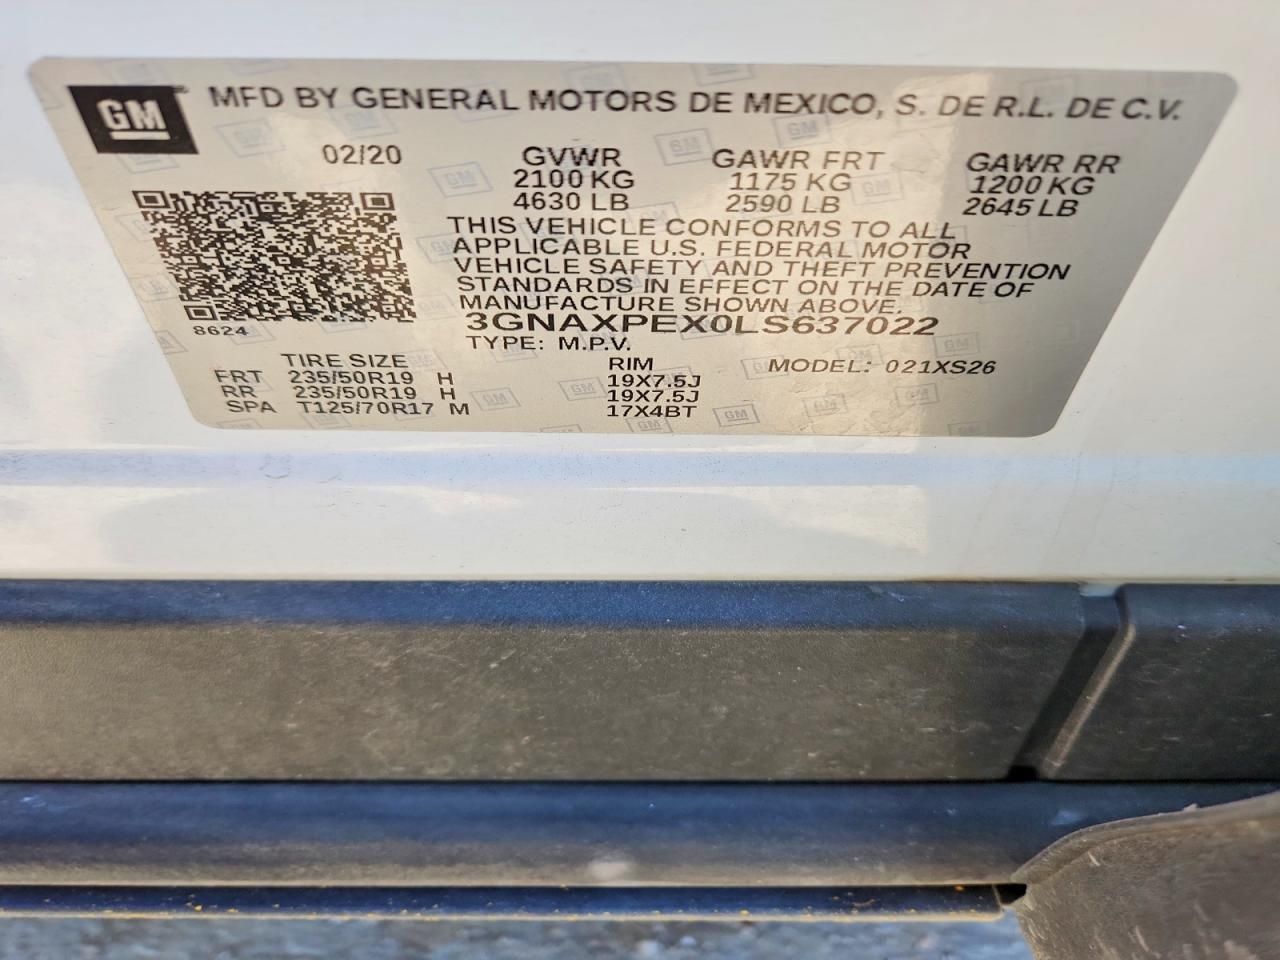 GM MFD BY GENERAL MOTORS DE MEXICO, S. DE R.L. DE C.V.
02/20 GVWR GAWR FRT GAWR RR
2100 KG 1175 KG 1200 KG
4630 LB 2590 LB 2645 LB
THIS VEHICLE CONFORMS TO ALL
APPLICABLE U.S. FEDERAL MOTOR
VEHICLE SAFETY AND THEFT PREVENTION
STANDARDS IN EFFECT ON THE DATE OF
MANUFACTURE SHOWN ABOVE.
8624 3GNAXPEX0LS637022
TYPE: M.P.V.
TIRE SIZE RIM MODEL: 021XS26
FRT 235/50R19 H 19X7.5J
RR 235/50R19 H 19X7.5J
SPA T125/70R17 M 17X4BT